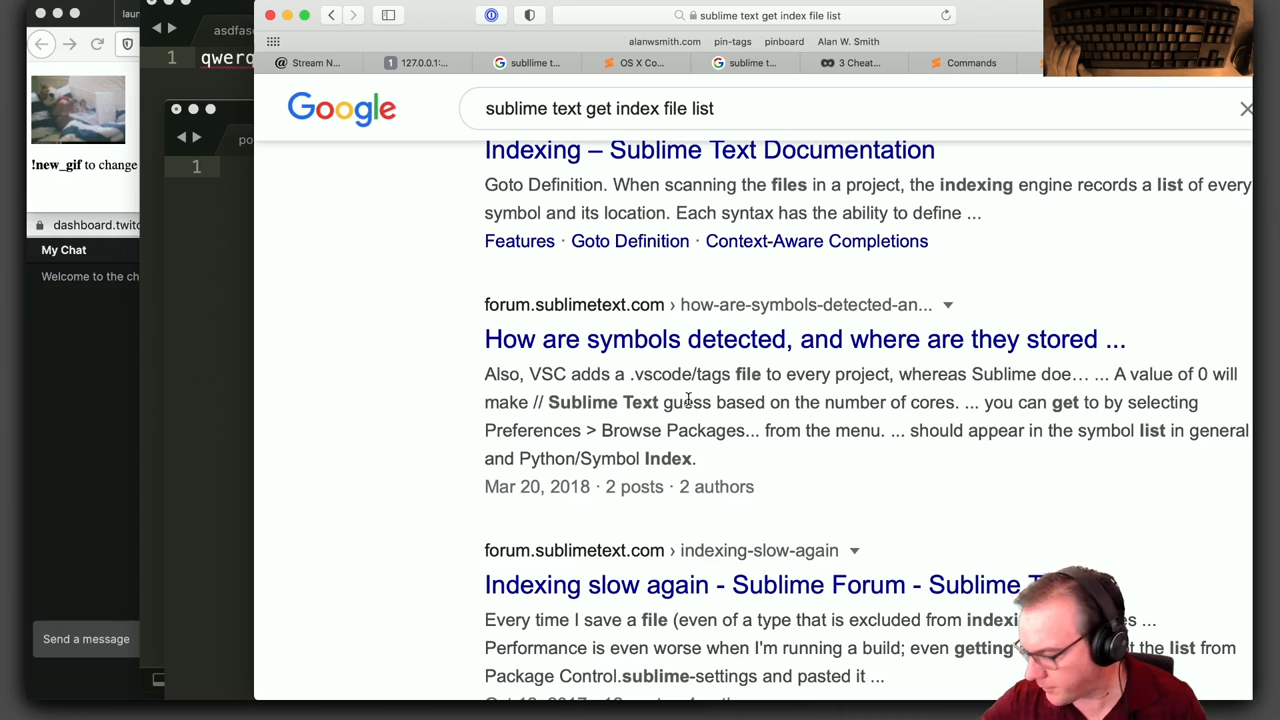 laun
asdfase
1 qwerq
po
1
!new_gif to change
dashboard.twitc
My Chat
Welcome to the ch
Send a message
sublime text get index file list
alanwsmith.com pin-tags pinboard Alan W. Smith
Stream N... 1 127.0.0.1:... subllime t... OS X Co... sublime t... 3 Cheat... Commands
Google sublime text get index file list
Indexing – Sublime Text Documentation
Goto Definition. When scanning the files in a project, the indexing engine records a list of every
symbol and its location. Each syntax has the ability to define ...
Features · Goto Definition · Context-Aware Completions
forum.sublimetext.com › how-are-symbols-detected-an...
How are symbols detected, and where are they stored ...
Also, VSC adds a .vscode/tags file to every project, whereas Sublime doe… ... A value of 0 will
make // Sublime Text guess based on the number of cores. ... you can get to by selecting
Preferences > Browse Packages... from the menu. ... should appear in the symbol list in general
and Python/Symbol Index.
Mar 20, 2018 · 2 posts · 2 authors
forum.sublimetext.com › indexing-slow-again
Indexing slow again - Sublime Forum - Sublime T
Every time I save a file (even of a type that is excluded from indexi es ...
Performance is even worse when I'm running a build; even getting t the list from
Package Control.sublime-settings and pasted it ...